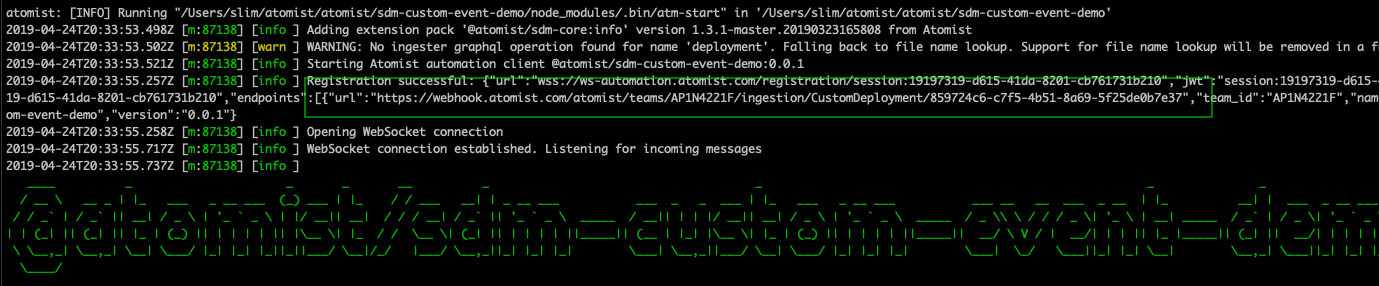 atomist: [INFO] Running "/Users/slim/atomist/atomist/sdm-custom-event-demo/node_modules/.bin/atm-start" in '/Users/slim/atomist/atomist/sdm-custom-event-demo'
2019-04-24T20:33:53.498Z [m:87138] [info ] Adding extension pack '@atomist/sdm-core:info' version 1.3.1-master.20190323165808 from Atomist
2019-04-24T20:33:53.502Z [m:87138] [warn ] WARNING: No ingester graphql operation found for name 'deployment'. Falling back to file name lookup. Support for file name lookup will be removed in a f
2019-04-24T20:33:53.521Z [m:87138] [info ] Starting Atomist automation client @atomist/sdm-custom-event-demo:0.0.1
2019-04-24T20:33:55.257Z [m:87138] [info ] Registration successful: {"url":"wss://ws-automation.atomist.com/registration/session:19197319-d615-41da-8201-cb761731b210","jwt":"session:19197319-d615-4
19-d615-41da-8201-cb761731b210","endpoints":[{"url":"https://webhook.atomist.com/atomist/teams/AP1N4221F/ingestion/CustomDeployment/859724c6-c7f5-4b51-8a69-5f25de0b7e37","team_id":"AP1N4221F","nam
om-event-demo","version":"0.0.1"}
2019-04-24T20:33:55.258Z [m:87138] [info ] Opening WebSocket connection
2019-04-24T20:33:55.717Z [m:87138] [info ] WebSocket connection established. Listening for incoming messages
2019-04-24T20:33:55.737Z [m:87138] [info ]
@atomist/sdm-custom-event-dem